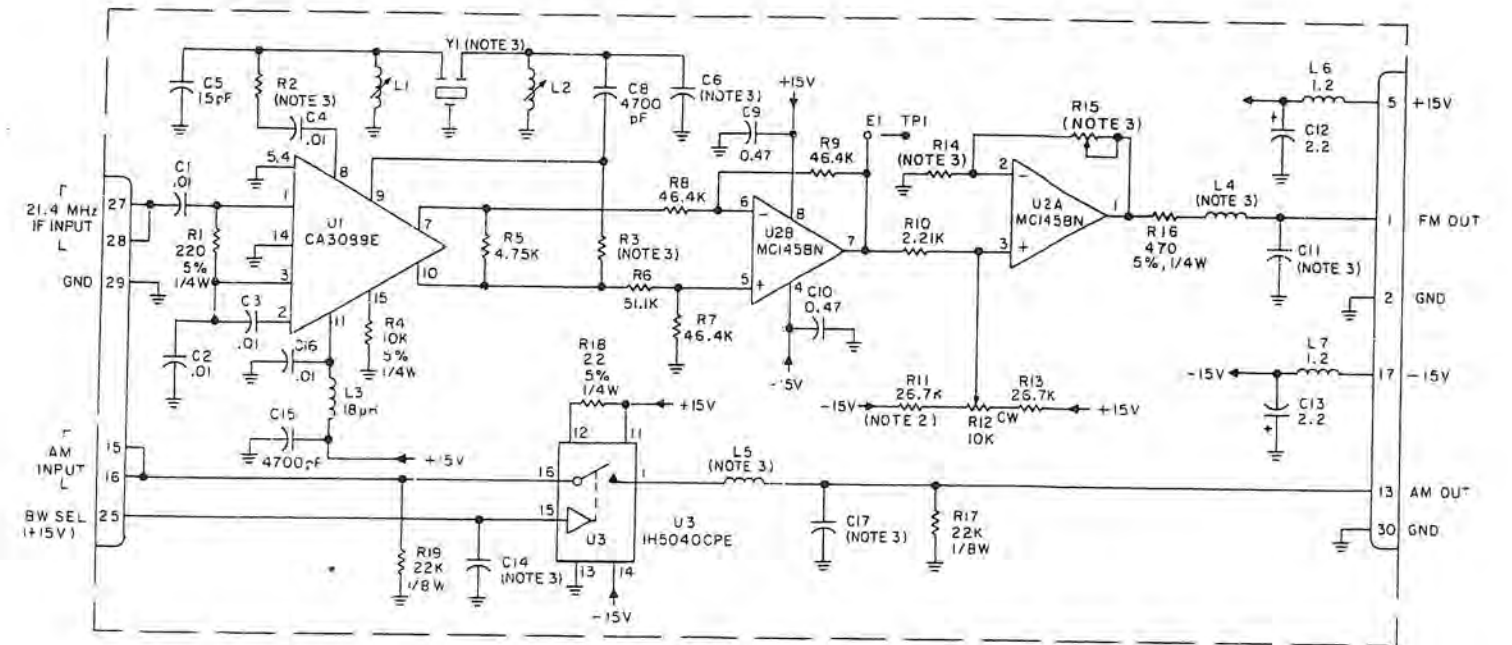 C5
15pF
R2
(NOTE 3)
C4
.01
L1
Y1 (NOTE 3)
L2
C8
4700
pF
C6
(NOTE 3)
+15V
C9
0.47
E1
TP1
R9
46.4K
R14
(NOTE 3)
R15
(NOTE 3)
L6
1.2
5
+15V
+
C12
2.2
5,4
8
9
C1
.01
1
27
21.4 MHz
IF INPUT
28
R1
220
5%
1/4W
14
U1
CA3099E
7
R8
46.4K
6
−
8
U2B
MC1458N
7
R10
2.21K
2
−
U2A
MC1458N
1
3
+
R16
470
5%, 1/4W
L4
(NOTE 3)
1
FM OUT
C11
(NOTE 3)
R5
4.75K
R3
(NOTE 3)
10
R6
51.1K
5
+
4
C10
0.47
GND
29
3
2
C3
.01
C2
.01
15
11
R4
10K
5%
1/4W
C16
.01
L3
18µH
R7
46.4K
-15V
2
GND
L7
1.2
-15V
17
-15V
C13
2.2
+
R18
22
5%
1/4W
+15V
12
11
R11
26.7K
-15V
(NOTE 2)
R12
10K
CW
R13
26.7K
+15V
C15
4700pF
+15V
15
AM
INPUT
16
16
1
L5
(NOTE 3)
13
AM OUT
BW SEL
(+15V)
25
15
U3
U3
IH5040CPE
C17
(NOTE 3)
R17
22K
1/8W
30
GND
R19
22K
1/8W
C14
(NOTE 3)
13
14
-15V